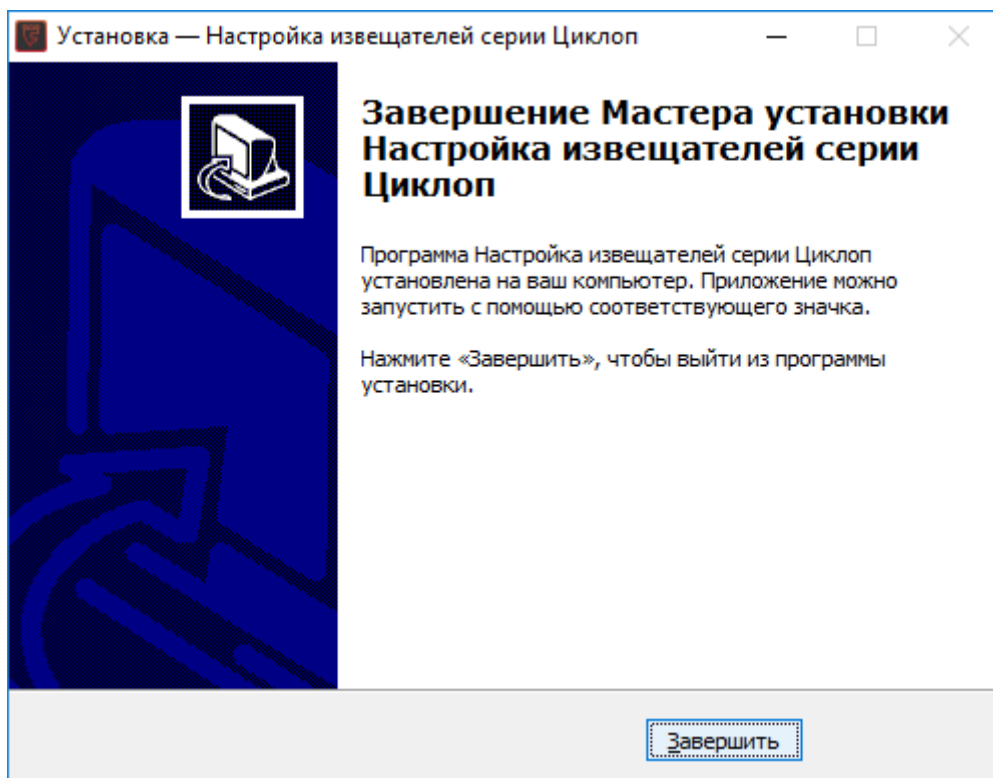 Установка — Настройка извещателей серии Циклоп
Завершение Мастера установки
Настройка извещателей серии
Циклоп
Программа Настройка извещателей серии Циклоп
установлена на ваш компьютер. Приложение можно
запустить с помощью соответствующего значка.
Нажмите «Завершить», чтобы выйти из программы
установки.
Завершить